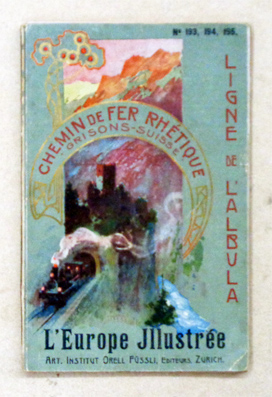 Nº 193, 194, 195.
CHEMIN DE FER RHÉTIQUE
GRISONS-SUISSE
LIGNE DE L'ALBULA
L'Europe Jllustrée
ART. INSTITUT ORELL FÜSSLI, EDITEURS, ZURICH.